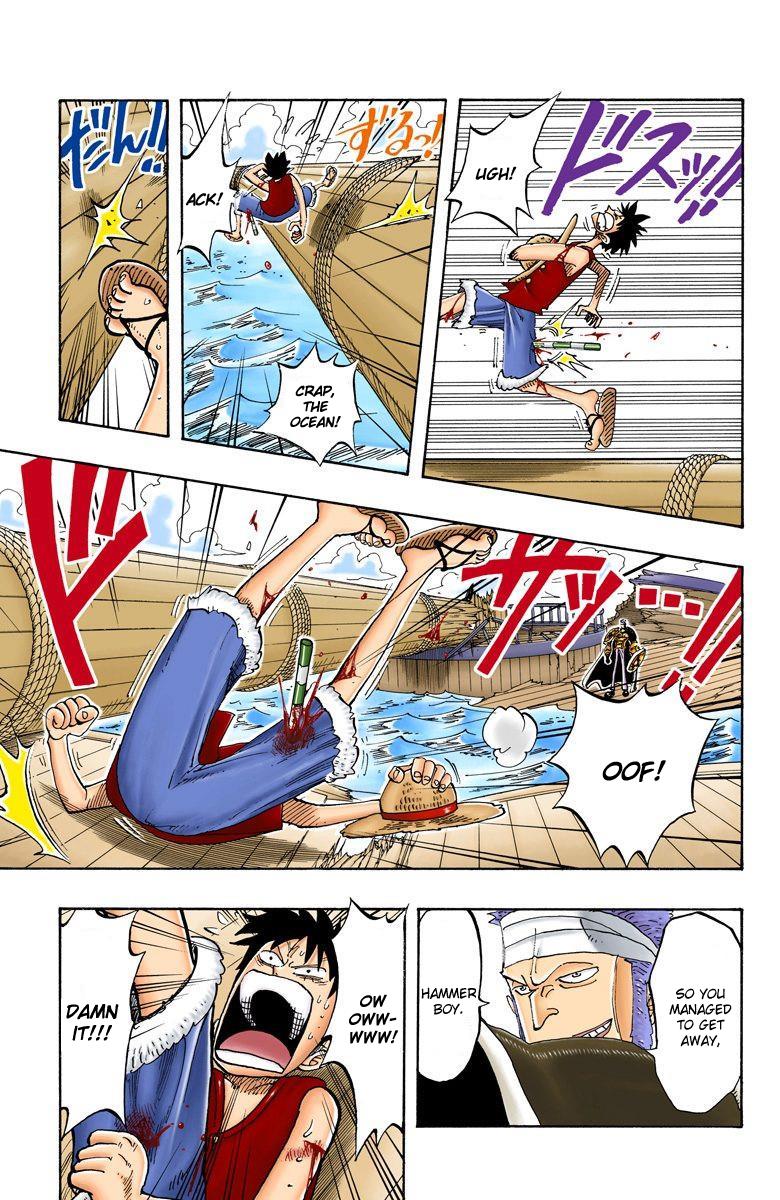 ドスッ!!
UGH!
ずるっ!
ACK!
CRAP,
THE
OCEAN!
だん!!
ドサッ…!!
OOF!
SO YOU
MANAGED
TO GET
AWAY,
HAMMER
BOY.
OW
OWW-
WWW!
DAMN
IT!!!